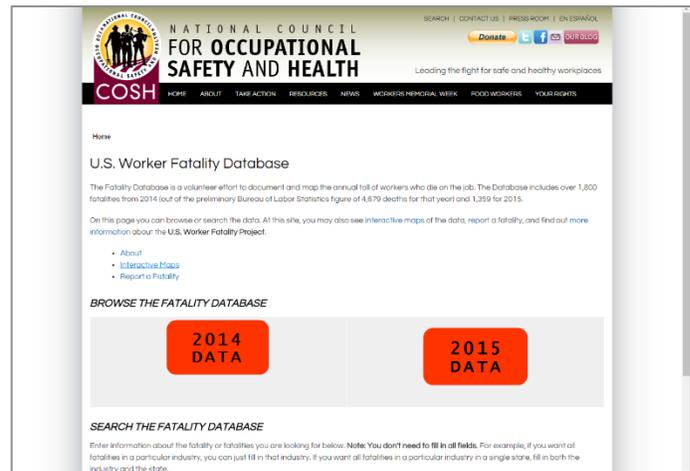 SEARCH | CONTACT US | PRESS ROOM | EN ESPAÑOL
NATIONAL COUNCIL
FOR OCCUPATIONAL
SAFETY AND HEALTH
COSH
Donate
OUR BLOG
Leading the fight for safe and healthy workplaces
HOME ABOUT TAKE ACTION RESOURCES NEWS WORKERS MEMORIAL WEEK FOOD WORKERS YOUR RIGHTS
Home
U.S. Worker Fatality Database
The Fatality Database is a volunteer effort to document and map the annual toll of workers who die on the job. The Database includes over 1,800
fatalities from 2014 (out of the preliminary Bureau of Labor Statistics figure of 4,679 deaths for that year) and 1,359 for 2015.
On this page you can browse or search the data. At this site, you may also see interactive maps of the data, report a fatality, and find out more
information about the U.S. Worker Fatality Project.
• About
• Interactive Maps
• Report a Fatality
BROWSE THE FATALITY DATABASE
2014
DATA
2015
DATA
SEARCH THE FATALITY DATABASE
Enter information about the fatality or fatalities you are looking for below. Note: You don't need to fill in all fields. For example, if you want all
fatalities in a particular industry, you can just fill in that industry. If you want all fatalities in a particular industry in a single state, fill in both the
industry and the state.